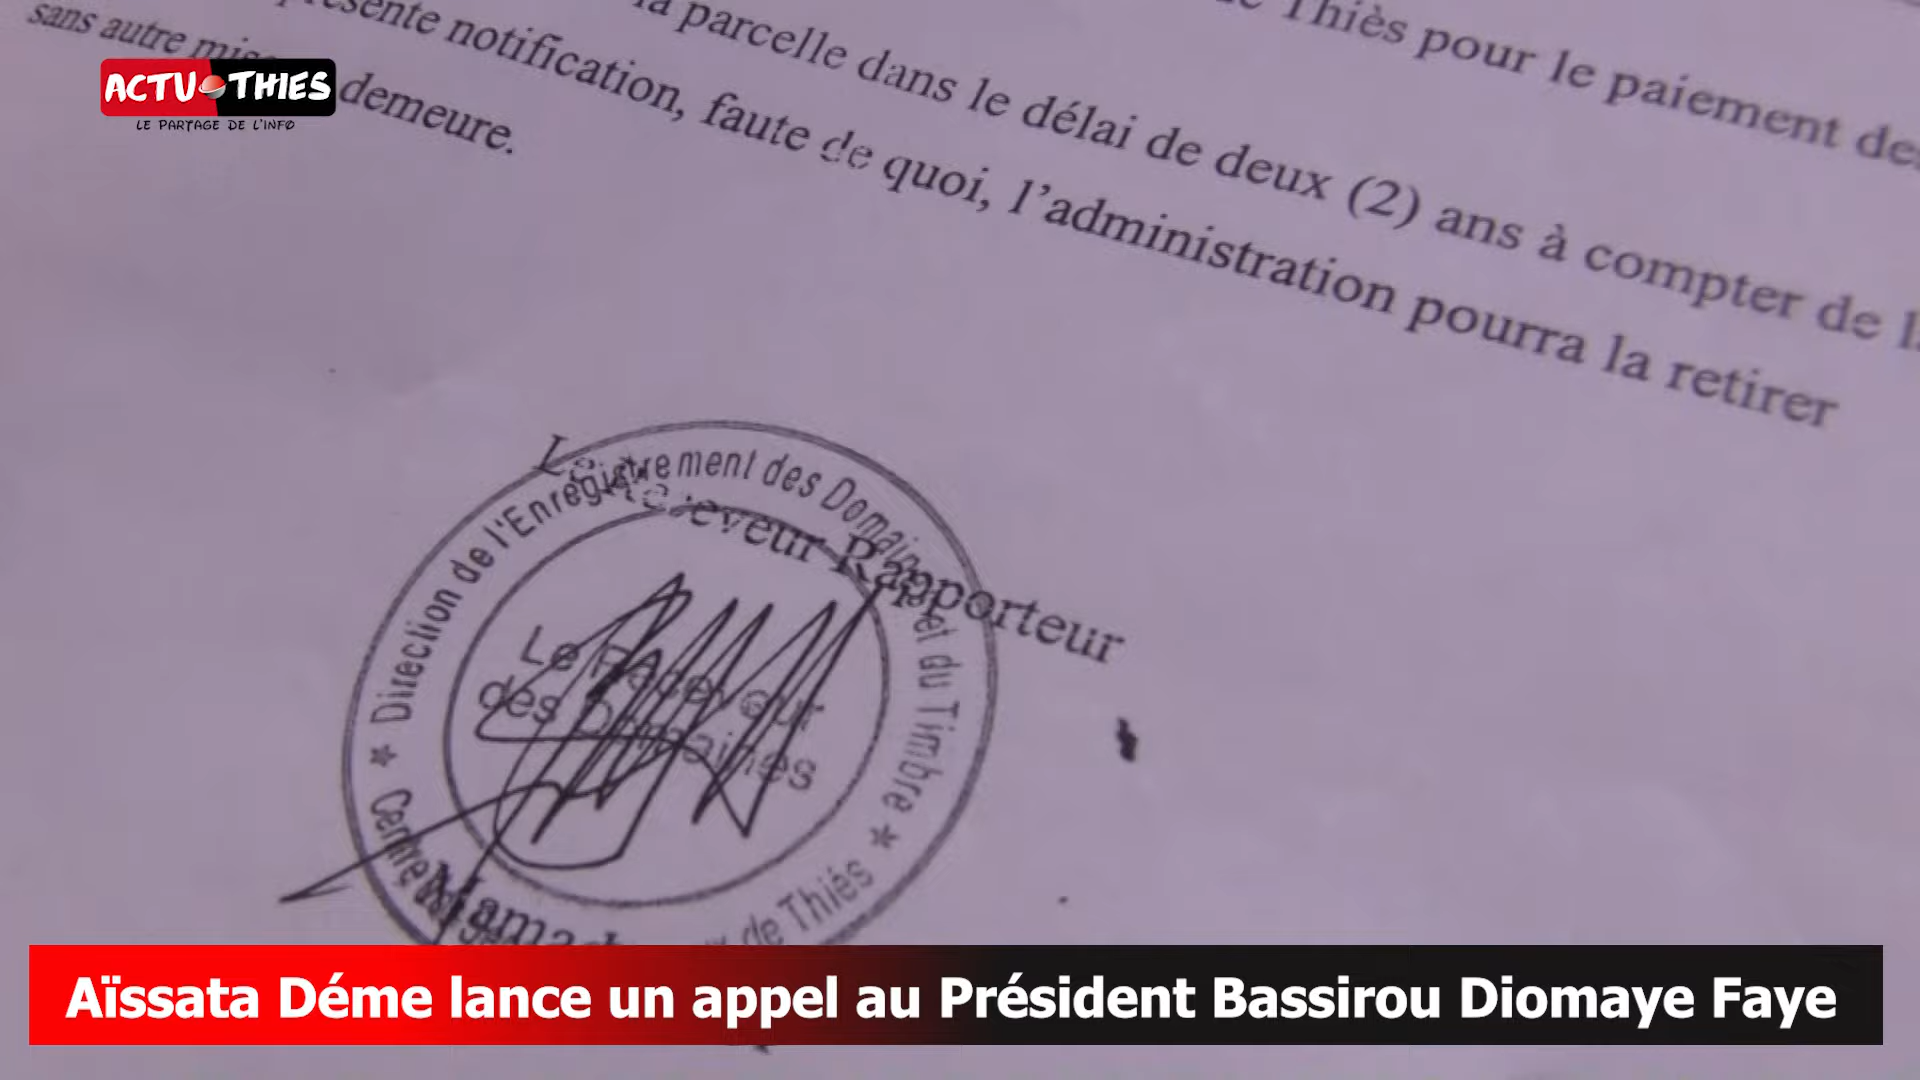 de Thiès pour le paiement des
la parcelle dans le délai de deux (2) ans à compter de la
présente notification, faute de quoi, l'administration pourra la retirer
sans autre mise demeure.
ACTU THIES
LE PARTAGE DE L'INFO
Le Receveur Rapporteur
* Direction de l'Enregistrement des Domaines et du Timbre *
Centre de Thiés
Le Receveur
des Domaines
Aïssata Déme lance un appel au Président Bassirou Diomaye Faye